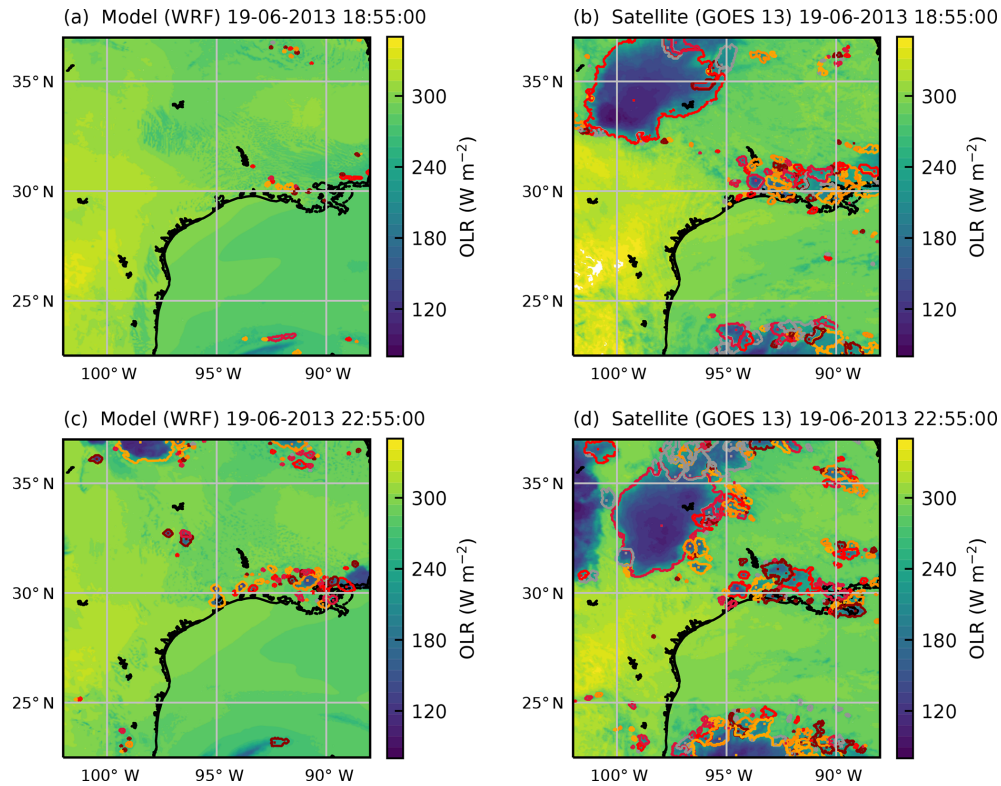 (a) Model (WRF) 19-06-2013 18:55:00
35° N
30° N
25° N
100° W
95° W
90° W
300
240
180
120
OLR (W m−2)
(b) Satellite (GOES 13) 19-06-2013 18:55:00
35° N
30° N
25° N
100° W
95° W
90° W
300
240
180
120
OLR (W m−2)
(c) Model (WRF) 19-06-2013 22:55:00
35° N
30° N
25° N
100° W
95° W
90° W
300
240
180
120
OLR (W m−2)
(d) Satellite (GOES 13) 19-06-2013 22:55:00
35° N
30° N
25° N
100° W
95° W
90° W
300
240
180
120
OLR (W m−2)